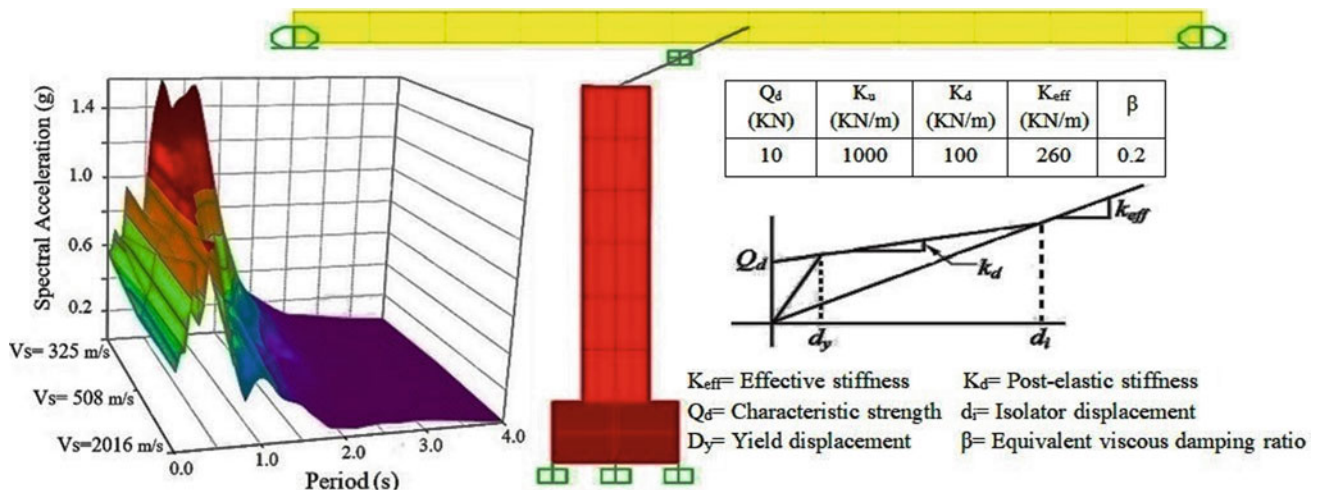 Spectral Acceleration (g)
1.4
1.0
0.6
0.2
Vs= 325 m/s
Vs= 508 m/s
Vs=2016 m/s
0.0
1.0
2.0
3.0
4.0
Period (s)
Qd Ku Kd Keff β
(KN) (KN/m) (KN/m) (KN/m)
10 1000 100 260 0.2
keff
Qd
kd
dy
di
Keff= Effective stiffness Kd= Post-elastic stiffness
Qd= Characteristic strength di= Isolator displacement
Dy= Yield displacement β= Equivalent viscous damping ratio